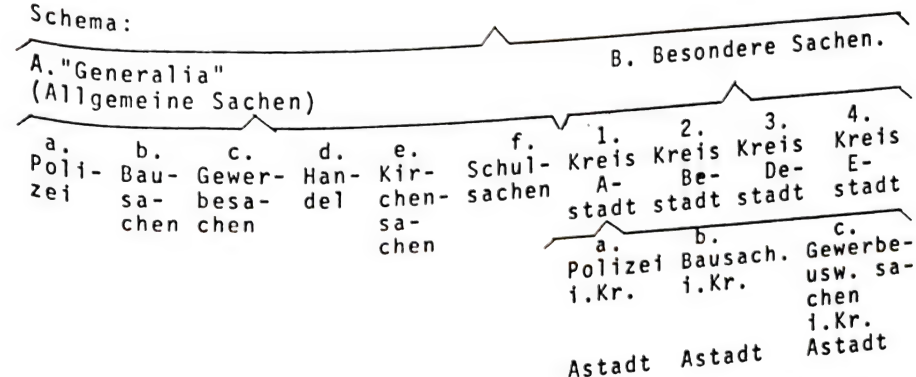 Schema:
A."Generalia"
(Allgemeine Sachen)
B. Besondere Sachen.
a.
Poli-
zei
b.
Bau-
sa-
chen
c.
Gewer-
besa-
chen
d.
Han-
del
e.
Kir-
chen-
sa-
chen
f.
Schul-
sachen
1.
Kreis
A-
stadt
2.
Kreis
Be-
stadt
3.
Kreis
De-
stadt
4.
Kreis
E-
stadt
a.
Polizei
i.Kr.
Astadt
b.
Bausach.
i.Kr.
Astadt
c.
Gewerbe-
usw. sa-
chen
i.Kr.
Astadt